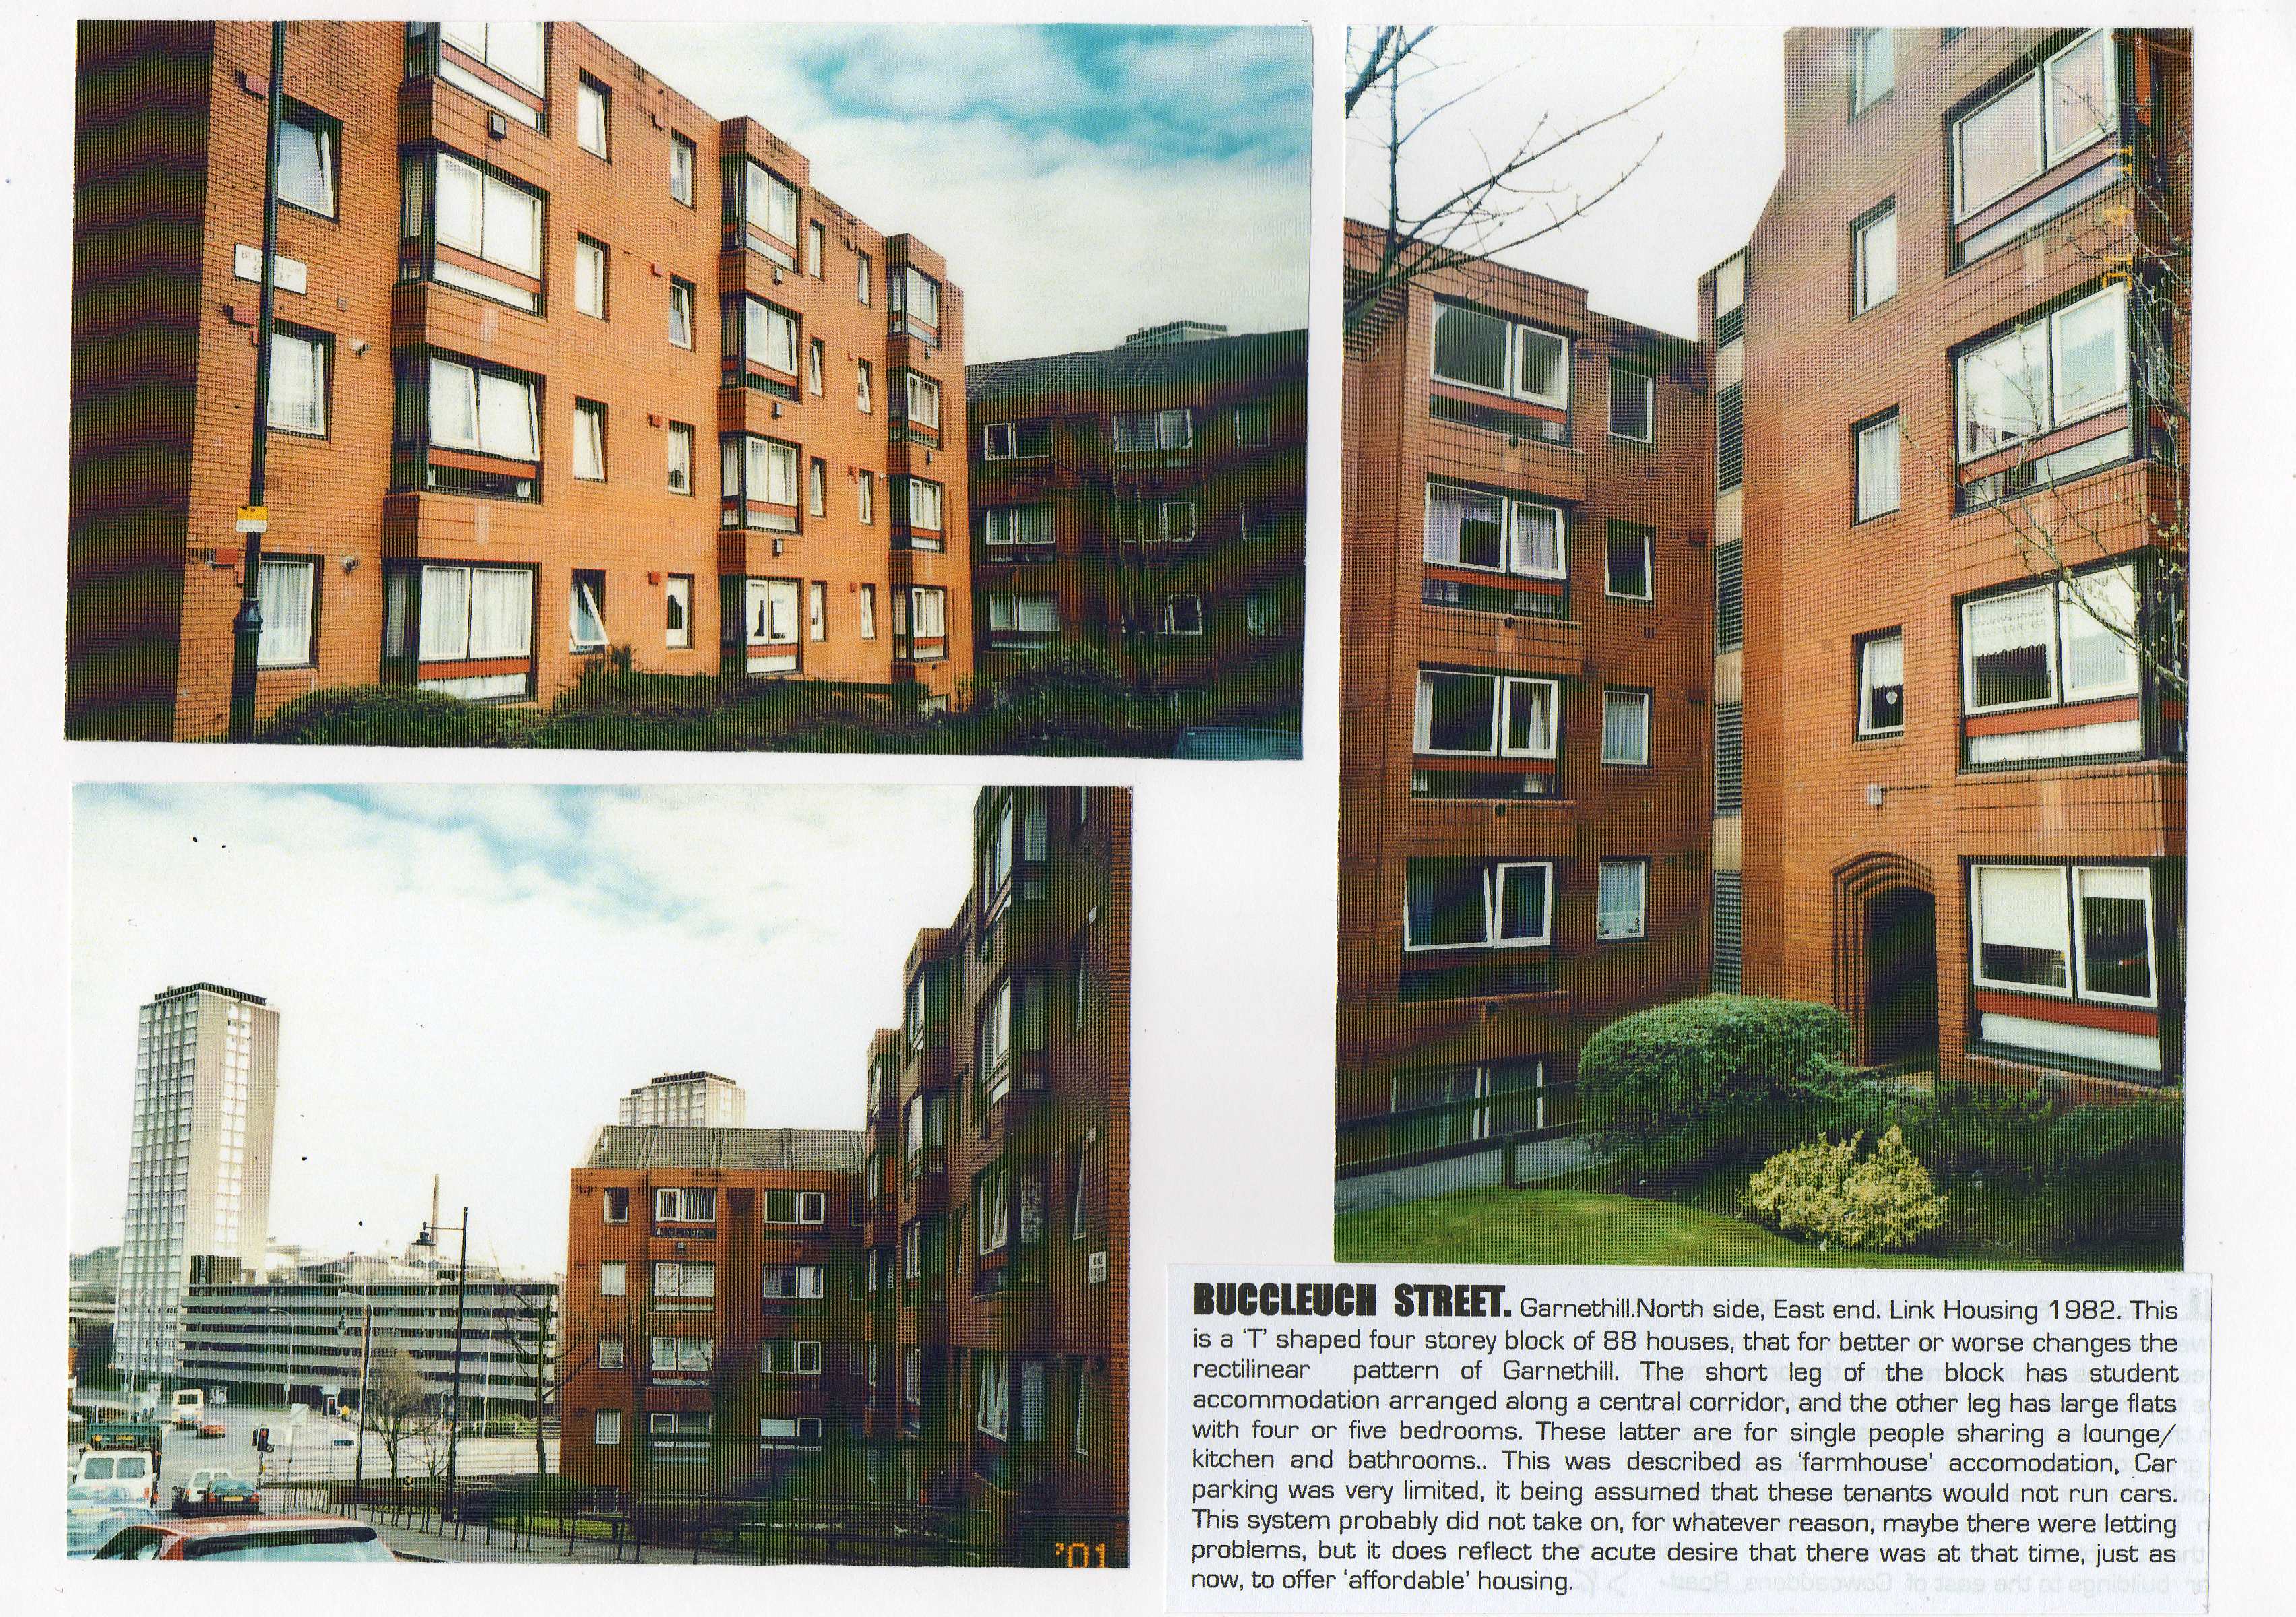 BUCCLEUCH STREET
'01
BUCCLEUCH STREET. Garnethill.North side, East end. Link Housing 1982. This
is a 'T' shaped four storey block of 88 houses, that for better or worse changes the
rectilinear pattern of Garnethill. The short leg of the block has student
accommodation arranged along a central corridor, and the other leg has large flats
with four or five bedrooms. These latter are for single people sharing a lounge/
kitchen and bathrooms.. This was described as 'farmhouse' accomodation, Car
parking was very limited, it being assumed that these tenants would not run cars.
This system probably did not take on, for whatever reason, maybe there were letting
problems, but it does reflect the acute desire that there was at that time, just as
now, to offer 'affordable' housing.